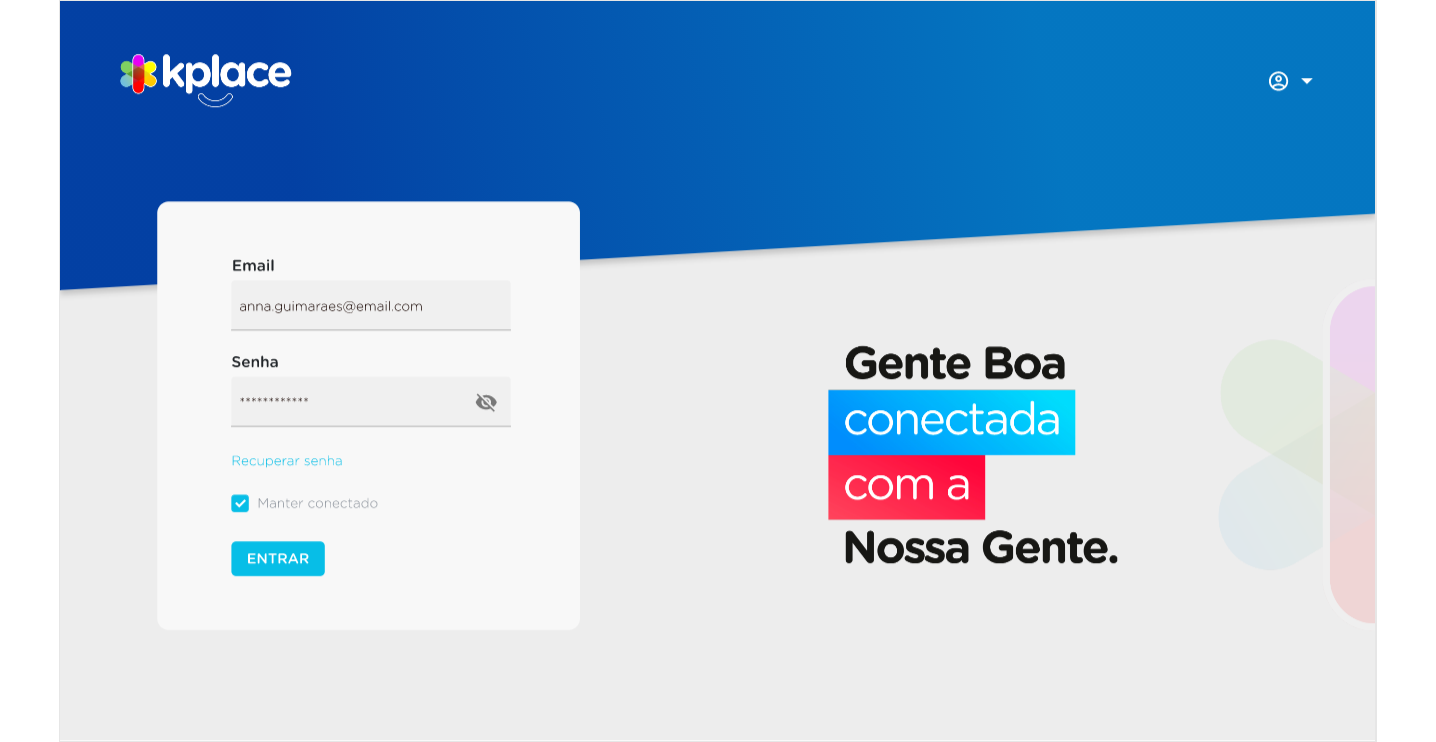 kplace
Email
anna.guimaraes@email.com
Senha
************
Recuperar senha
Manter conectado
ENTRAR
Gente Boa
conectada
com a
Nossa Gente.